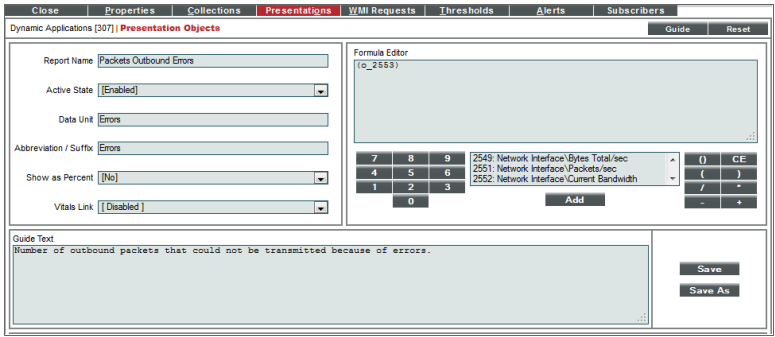 Close Properties Collections Presentations WMI Requests Thresholds Alerts Subscribers
Dynamic Applications [307] | Presentation Objects Guide Reset
Report Name Packets Outbound Errors
Active State [Enabled]
Data Unit Errors
Abbreviation / Suffix Errors
Show as Percent [No]
Vitals Link [ Disabled ]
Formula Editor
(o_2553)
7 8 9
4 5 6
1 2 3
0
2549: Network Interface\Bytes Total/sec
2551: Network Interface\Packets/sec
2552: Network Interface\Current Bandwidth
Add
() CE
( )
/ *
- +
Guide Text
Number of outbound packets that could not be transmitted because of errors.
Save
Save As